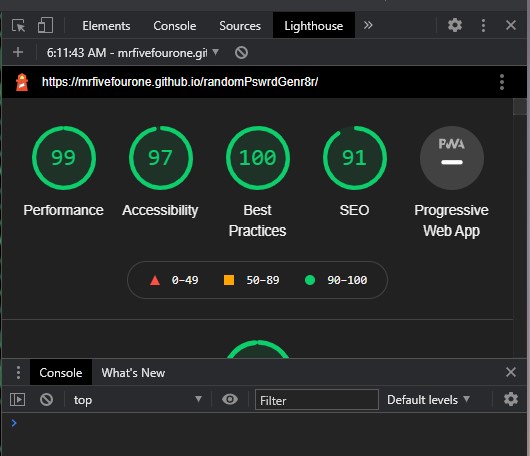 Elements Console Sources Lighthouse »
6:11:43 AM - mrfivefourone.git
https://mrfivefourone.github.io/randomPswrdGenr8r/
99 97 100 91 PWA
Performance Accessibility Best Practices SEO Progressive Web App
0–49 50–89 90–100
Console What's New
top Filter Default levels